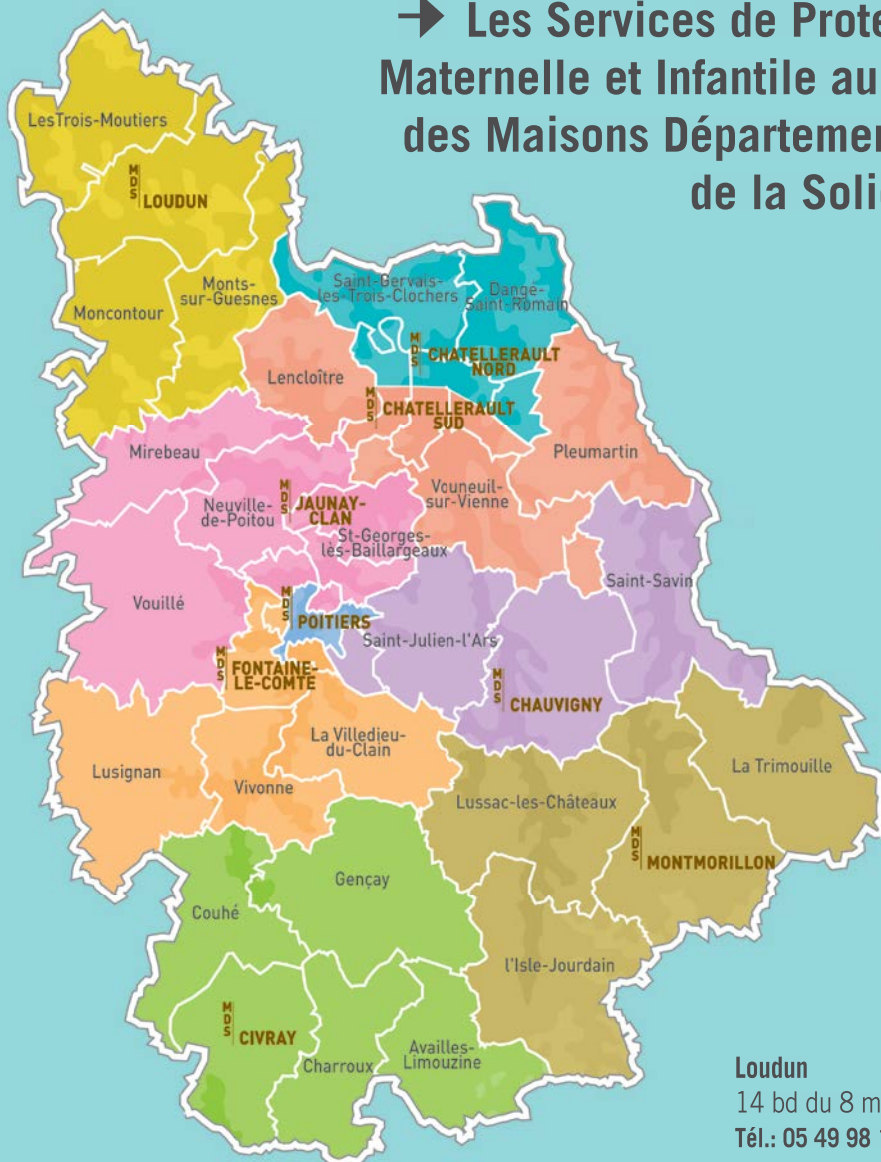 → Les Services de Prote
Maternelle et Infantile au
des Maisons Départemen
de la Soli
LesTrois-Moutiers
MDS LOUDUN
Moncontour
Monts-
sur-Guesnes
Saint-Gervais-
les-Trois-Clochers
Dangé-
Saint-Romain
MDS CHATELLERAULT
NORD
Lencloître
MDS CHATELLERAULT
SUD
Pleumartin
Mirebeau
Vouneuil-
sur-Vienne
Neuville-
de-Poitou
MDS JAUNAY-
CLAN
St-Georges-
lès-Baillargeaux
Saint-Savin
Vouillé
MDS POITIERS
Saint-Julien-l'Ars
MDS FONTAINE-
LE-COMTE
MDS CHAUVIGNY
La Villedieu-
du-Clain
Lusignan
Vivonne
La Trimouille
Lussac-les-Châteaux
MDS MONTMORILLON
Gençay
Couhé
l'Isle-Jourdain
MDS CIVRAY
Charroux
Availles-
Limouzine
Loudun
14 bd du 8 m
Tél.: 05 49 98